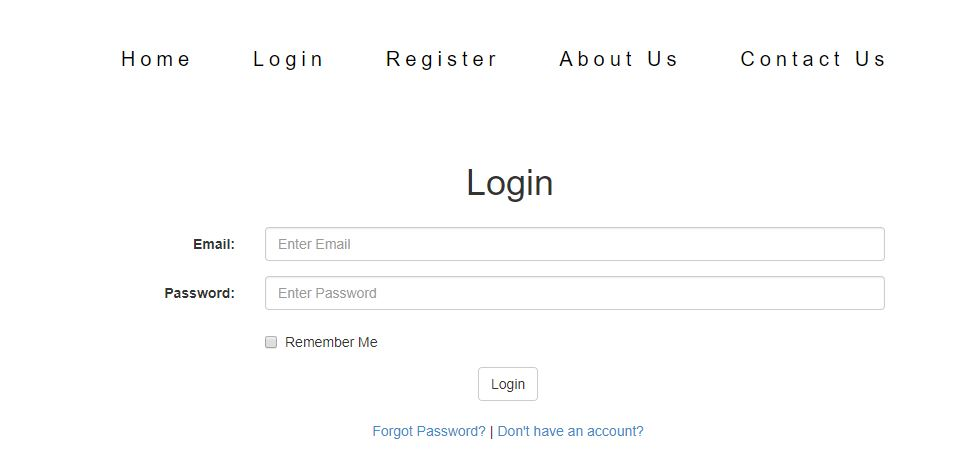 Home Login Register About Us Contact Us
Login
Email: Enter Email
Password: Enter Password
Remember Me
Login
Forgot Password? | Don't have an account?